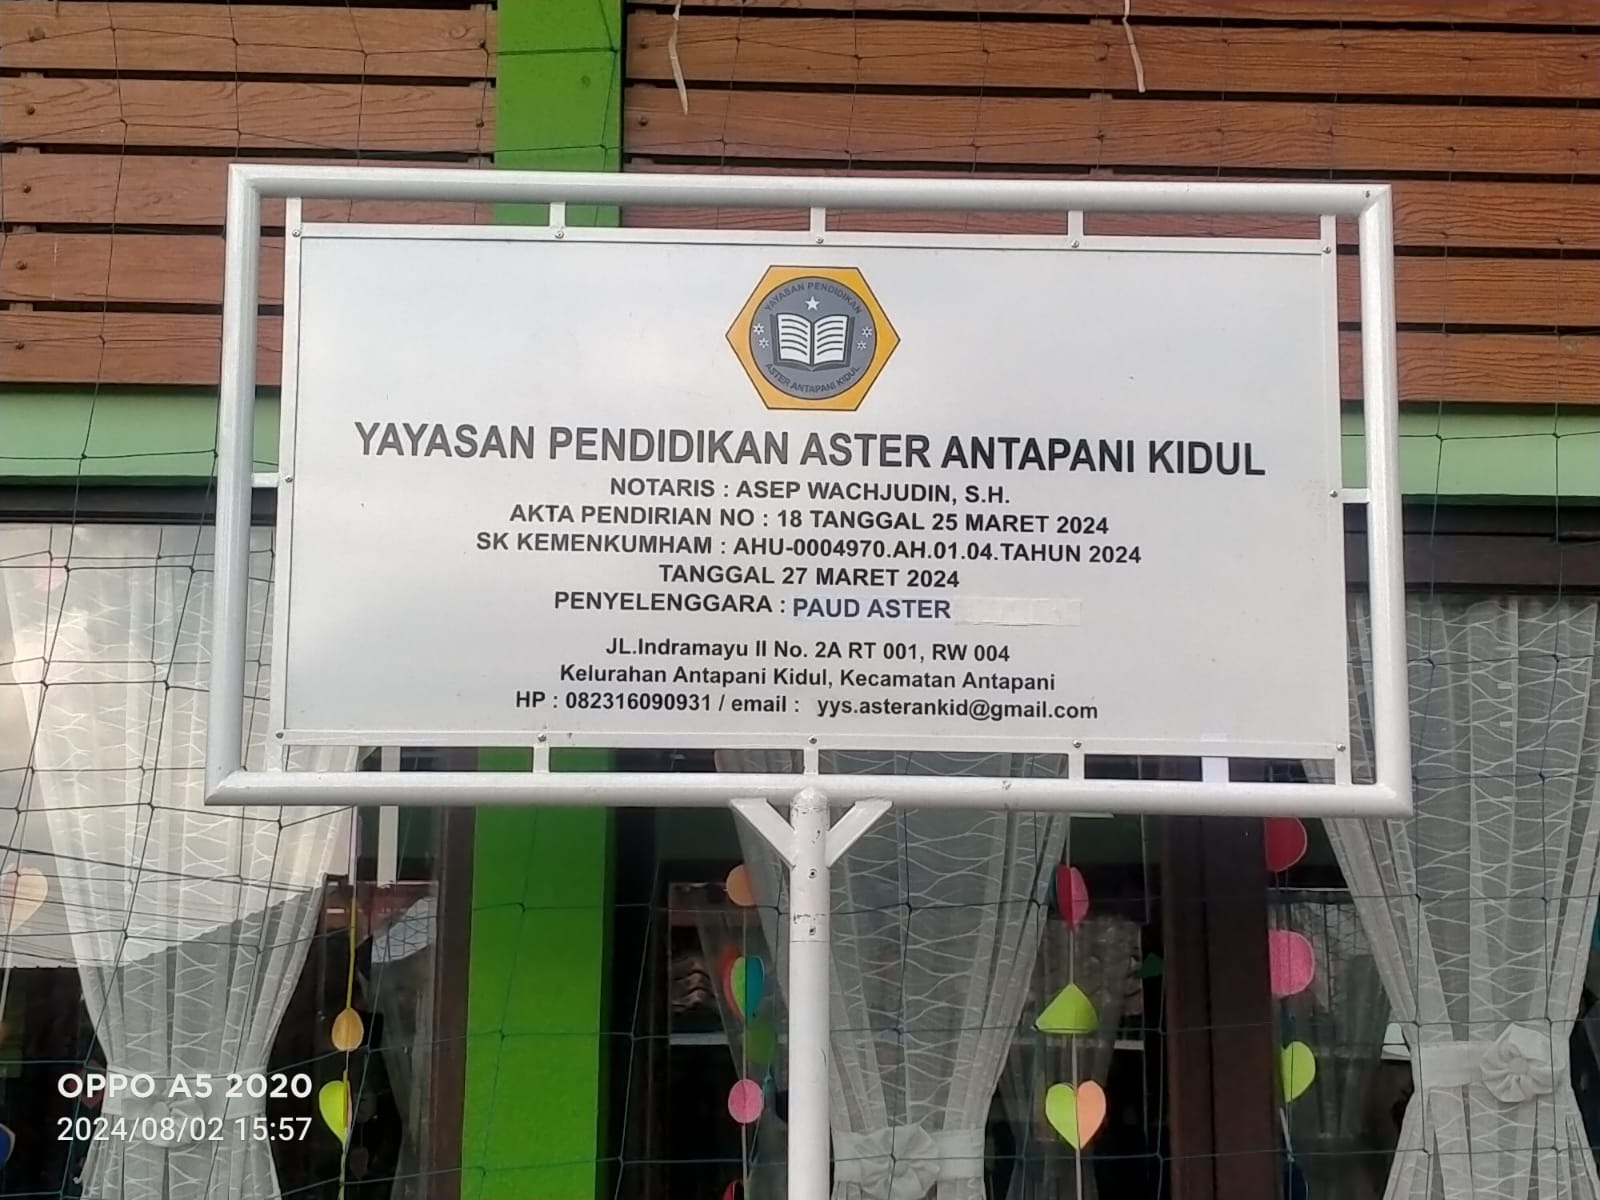 YAYASAN PENDIDIKAN
ASTER ANTAPANI KIDUL
YAYASAN PENDIDIKAN ASTER ANTAPANI KIDUL
NOTARIS : ASEP WACHJUDIN, S.H.
AKTA PENDIRIAN NO : 18 TANGGAL 25 MARET 2024
SK KEMENKUMHAM : AHU-0004970.AH.01.04.TAHUN 2024
TANGGAL 27 MARET 2024
PENYELENGGARA : PAUD ASTER
JL.Indramayu II No. 2A RT 001, RW 004
Kelurahan Antapani Kidul, Kecamatan Antapani
HP : 082316090931 / email : yys.asterankid@gmail.com
OPPO A5 2020
2024/08/02 15:57